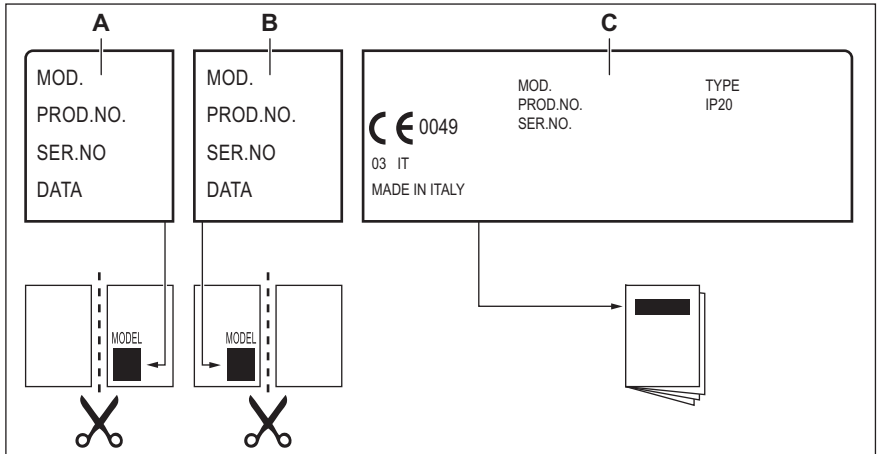 A
B
C
MOD.
PROD.NO.
SER.NO
DATA
MOD.
PROD.NO.
SER.NO
DATA
MOD.
PROD.NO.
SER.NO.
TYPE
IP20
CE 0049
03 IT
MADE IN ITALY
MODEL
MODEL